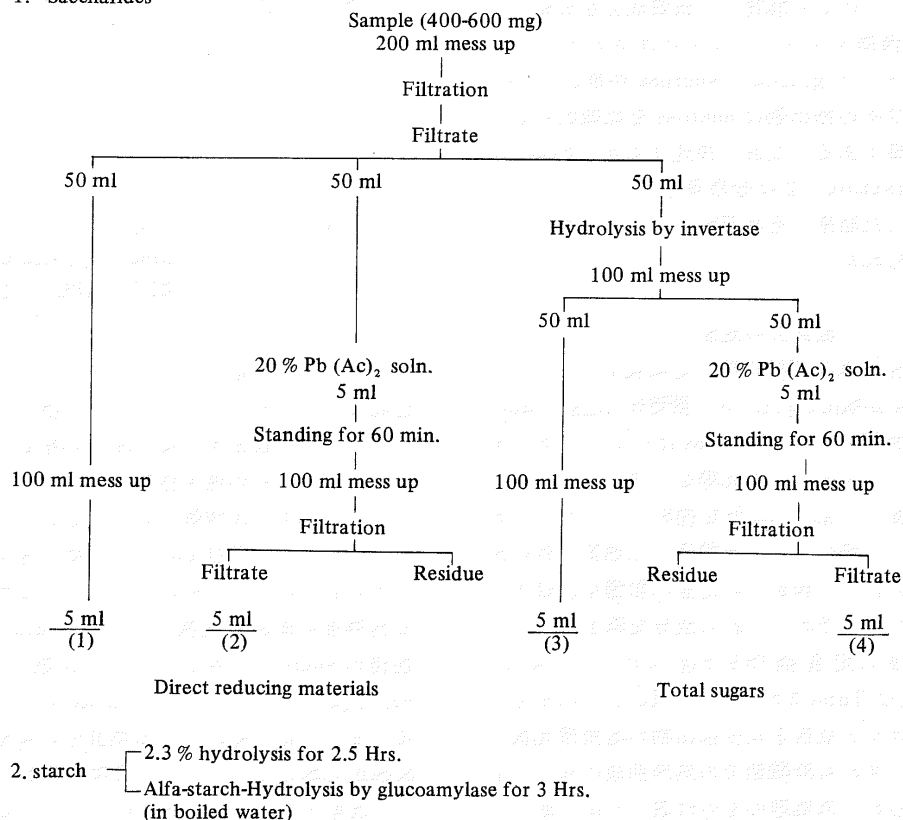 1. Saccharides
Sample (400-600 mg)
200 ml mess up
Filtration
Filtrate
50 ml 50 ml 50 ml
Hydrolysis by invertase
100 ml mess up
50 ml 50 ml
20 % Pb (Ac)₂ soln. 20 % Pb (Ac)₂ soln.
5 ml 5 ml
Standing for 60 min. Standing for 60 min.
100 ml mess up 100 ml mess up 100 ml mess up 100 ml mess up
Filtration Filtration
Filtrate Residue Residue Filtrate
5 ml 5 ml 5 ml 5 ml
(1) (2) (3) (4)
Direct reducing materials Total sugars
2. starch
2.3 % hydrolysis for 2.5 Hrs.
Alfa-starch-Hydrolysis by glucoamylase for 3 Hrs.
(in boiled water)